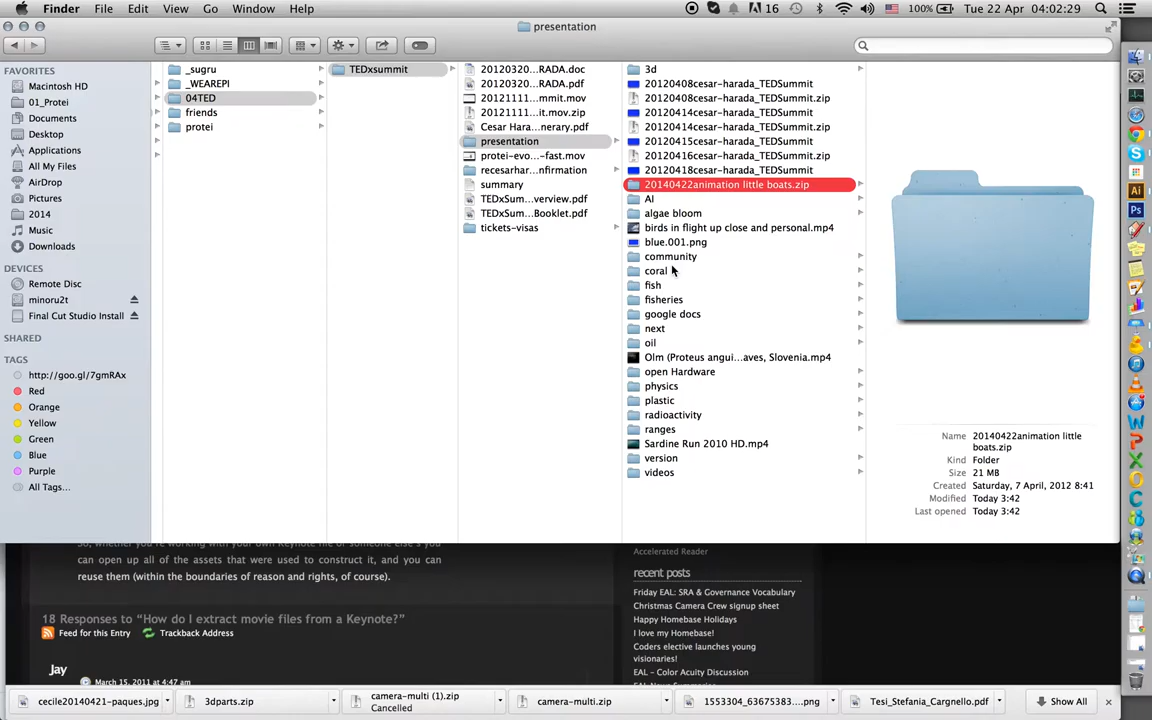 Finder File Edit View Go Window Help
16 100% Tue 22 Apr 04:02:29
presentation
FAVORITES
Macintosh HD
01_Protei
Documents
Desktop
Applications
All My Files
AirDrop
Pictures
2014
Music
Downloads
DEVICES
Remote Disc
minoru2t
Final Cut Studio Install
SHARED
TAGS
http://goo.gl/7gmRAx
Red
Orange
Yellow
Green
Blue
Purple
All Tags...
_sugru
_WEAREPI
04TED
friends
protei
TEDxsummit
20120320...RADA.doc
20120320...RADA.pdf
20121111...mmit.mov
20121111...it.mov.zip
Cesar Hara...nerary.pdf
presentation
protei-evo...-fast.mov
recesarhar...nfirmation
summary
TEDxSum...verview.pdf
TEDxSum...Booklet.pdf
tickets-visas
3d
20120408cesar-harada_TEDSummit
20120408cesar-harada_TEDSummit.zip
20120414cesar-harada_TEDSummit
20120414cesar-harada_TEDSummit.zip
20120415cesar-harada_TEDSummit
20120416cesar-harada_TEDSummit.zip
20120418cesar-harada_TEDSummit
20140422animation little boats.zip
AI
algae bloom
birds in flight up close and personal.mp4
blue.001.png
community
coral
fish
fisheries
google docs
next
oil
Olm (Proteus angui...aves, Slovenia.mp4
open Hardware
physics
plastic
radioactivity
ranges
Sardine Run 2010 HD.mp4
version
videos
Name 20140422animation little
boats.zip
Kind Folder
Size 21 MB
Created Saturday, 7 April, 2012 8:41
Modified Today 3:42
Last opened Today 3:42
So, whether you're working with your own Keynote file or someone else's you
can open up all of the assets that were used to construct it, and you can
reuse them (within the boundaries of reason and rights, of course).
18 Responses to “How do I extract movie files from a Keynote?”
Feed for this Entry Trackback Address
Jay
March 15, 2011 at 4:47 am
Accelerated Reader
recent posts
Friday EAL: SRA & Governance Vocabulary
Christmas Camera Crew signup sheet
Happy Homebase Holidays
I love my Homebase!
Coders elective launches young
visionaries!
EAL - Color Acuity Discussion
cecile20140421-paques.jpg
3dparts.zip
camera-multi (1).zip
Cancelled
camera-multi.zip
1553304_63675383....png
Tesi_Stefania_Cargnello.pdf
Show All